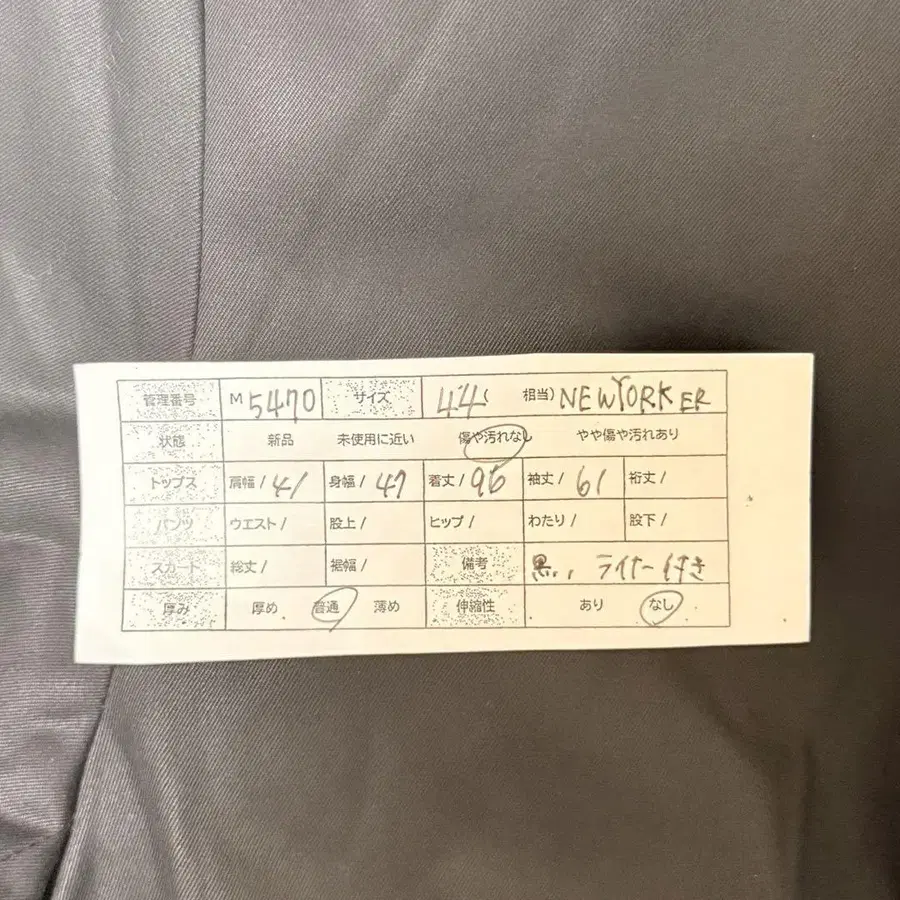 管理番号 M 5470 サイズ 44( 相当) NEWYORKER
状態 新品 未使用に近い 傷や汚れなし やや傷や汚れあり
トップス 肩幅/41 身幅/47 着丈/96 袖丈/61 裄丈/
パンツ ウエスト/ 股上/ ヒップ/ わたり/ 股下/
スカート 総丈/ 裾幅/ 備考 黒, ライナー付き
厚み 厚め 普通 薄め 伸縮性 あり なし